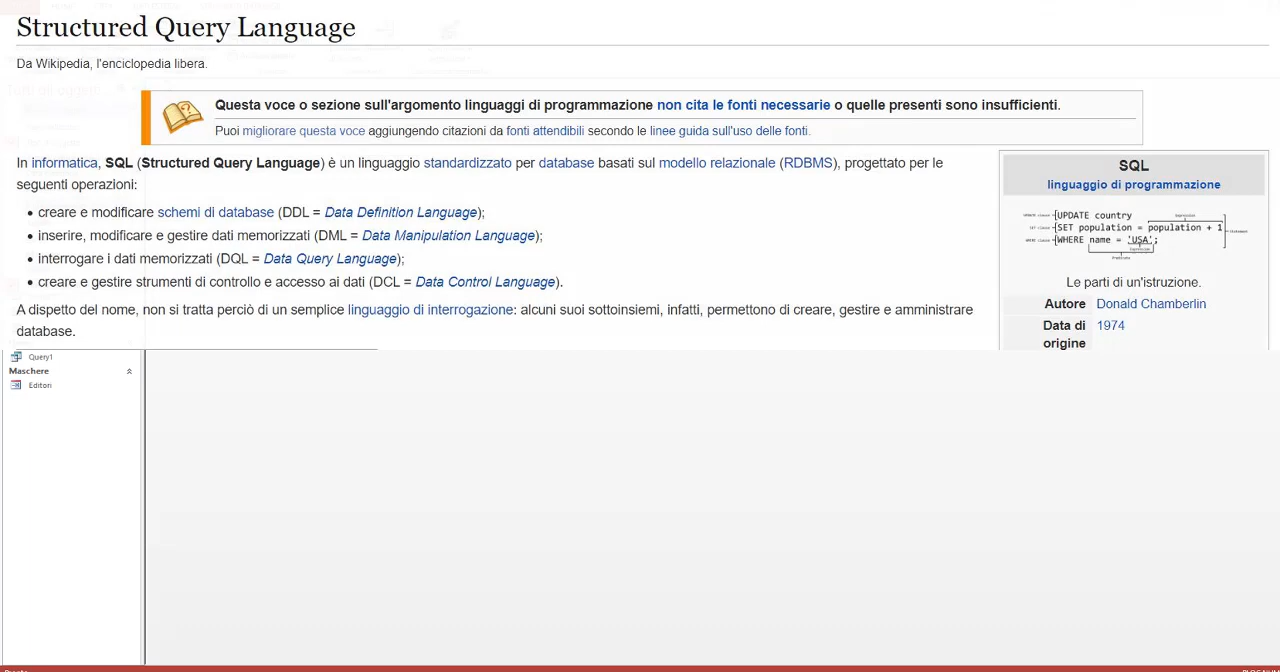 Structured Query Language
Da Wikipedia, l'enciclopedia libera.
Questa voce o sezione sull'argomento linguaggi di programmazione non cita le fonti necessarie o quelle presenti sono insufficienti.
Puoi migliorare questa voce aggiungendo citazioni da fonti attendibili secondo le linee guida sull'uso delle fonti.
In informatica, SQL (Structured Query Language) è un linguaggio standardizzato per database basati sul modello relazionale (RDBMS), progettato per le
seguenti operazioni:
• creare e modificare schemi di database (DDL = Data Definition Language);
• inserire, modificare e gestire dati memorizzati (DML = Data Manipulation Language);
• interrogare i dati memorizzati (DQL = Data Query Language);
• creare e gestire strumenti di controllo e accesso ai dati (DCL = Data Control Language).
A dispetto del nome, non si tratta perciò di un semplice linguaggio di interrogazione: alcuni suoi sottoinsiemi, infatti, permettono di creare, gestire e amministrare
database.
SQL
linguaggio di programmazione
UPDATE country
SET population = population + 1
WHERE name = 'USA';
Le parti di un'istruzione.
Autore Donald Chamberlin
Data di 1974
origine
Query1
Maschere
Editori